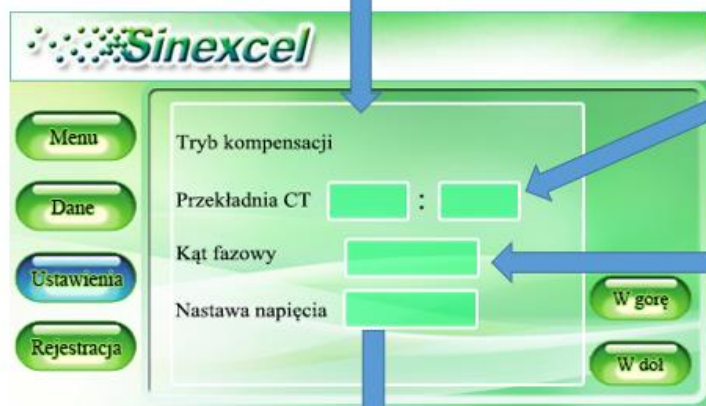 Sinexcel
Menu
Dane
Ustawienia
Rejestracja
Tryb kompensacji
Przekładnia CT :
Kąt fazowy
Nastawa napięcia
W górę
W dół